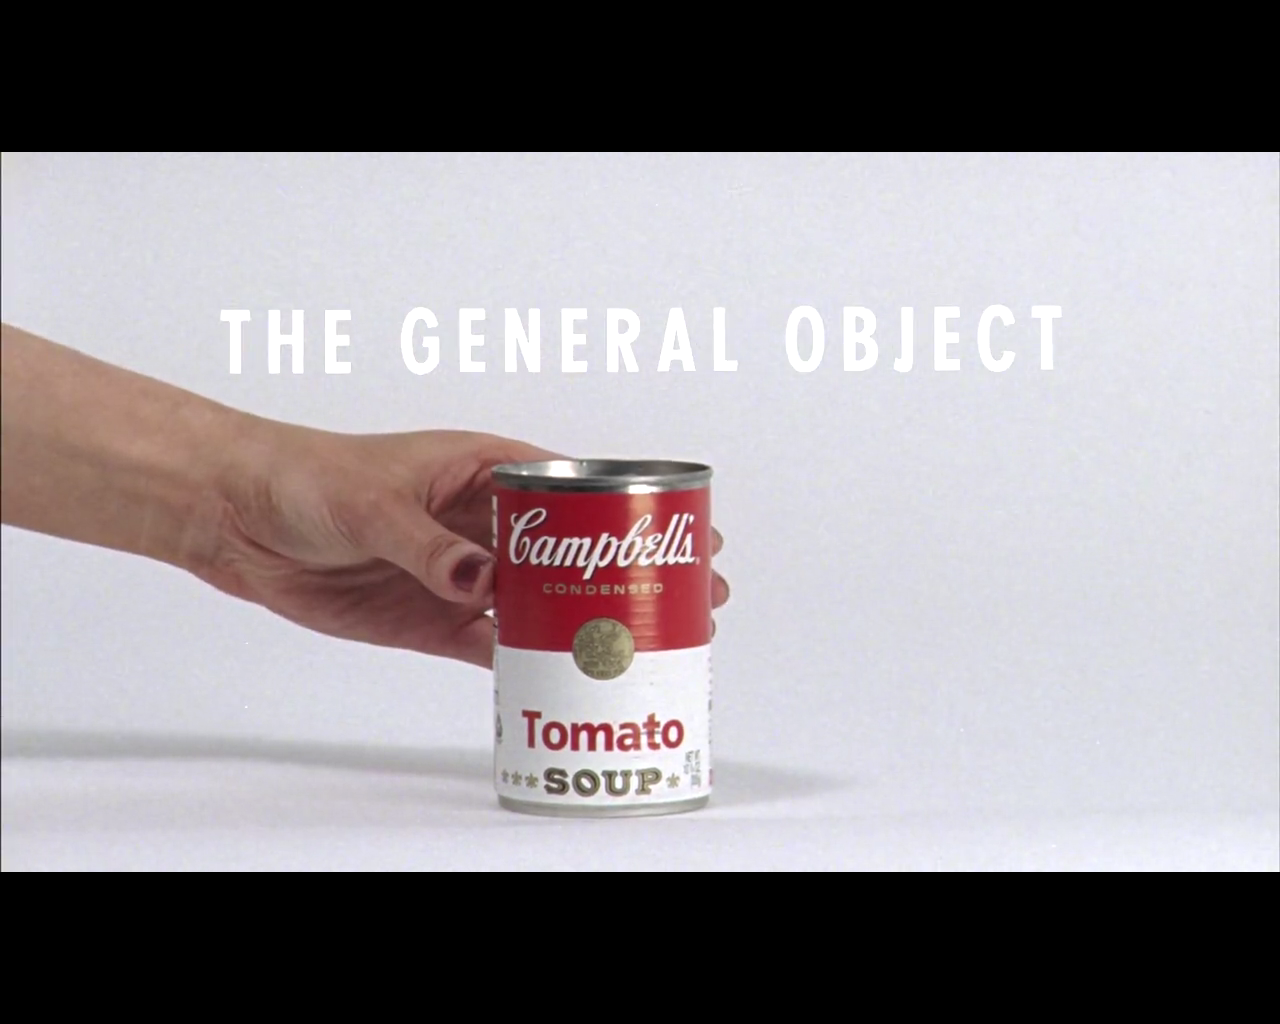 THE GENERAL OBJECT
Campbell's
CONDENSED
Tomato
SOUP